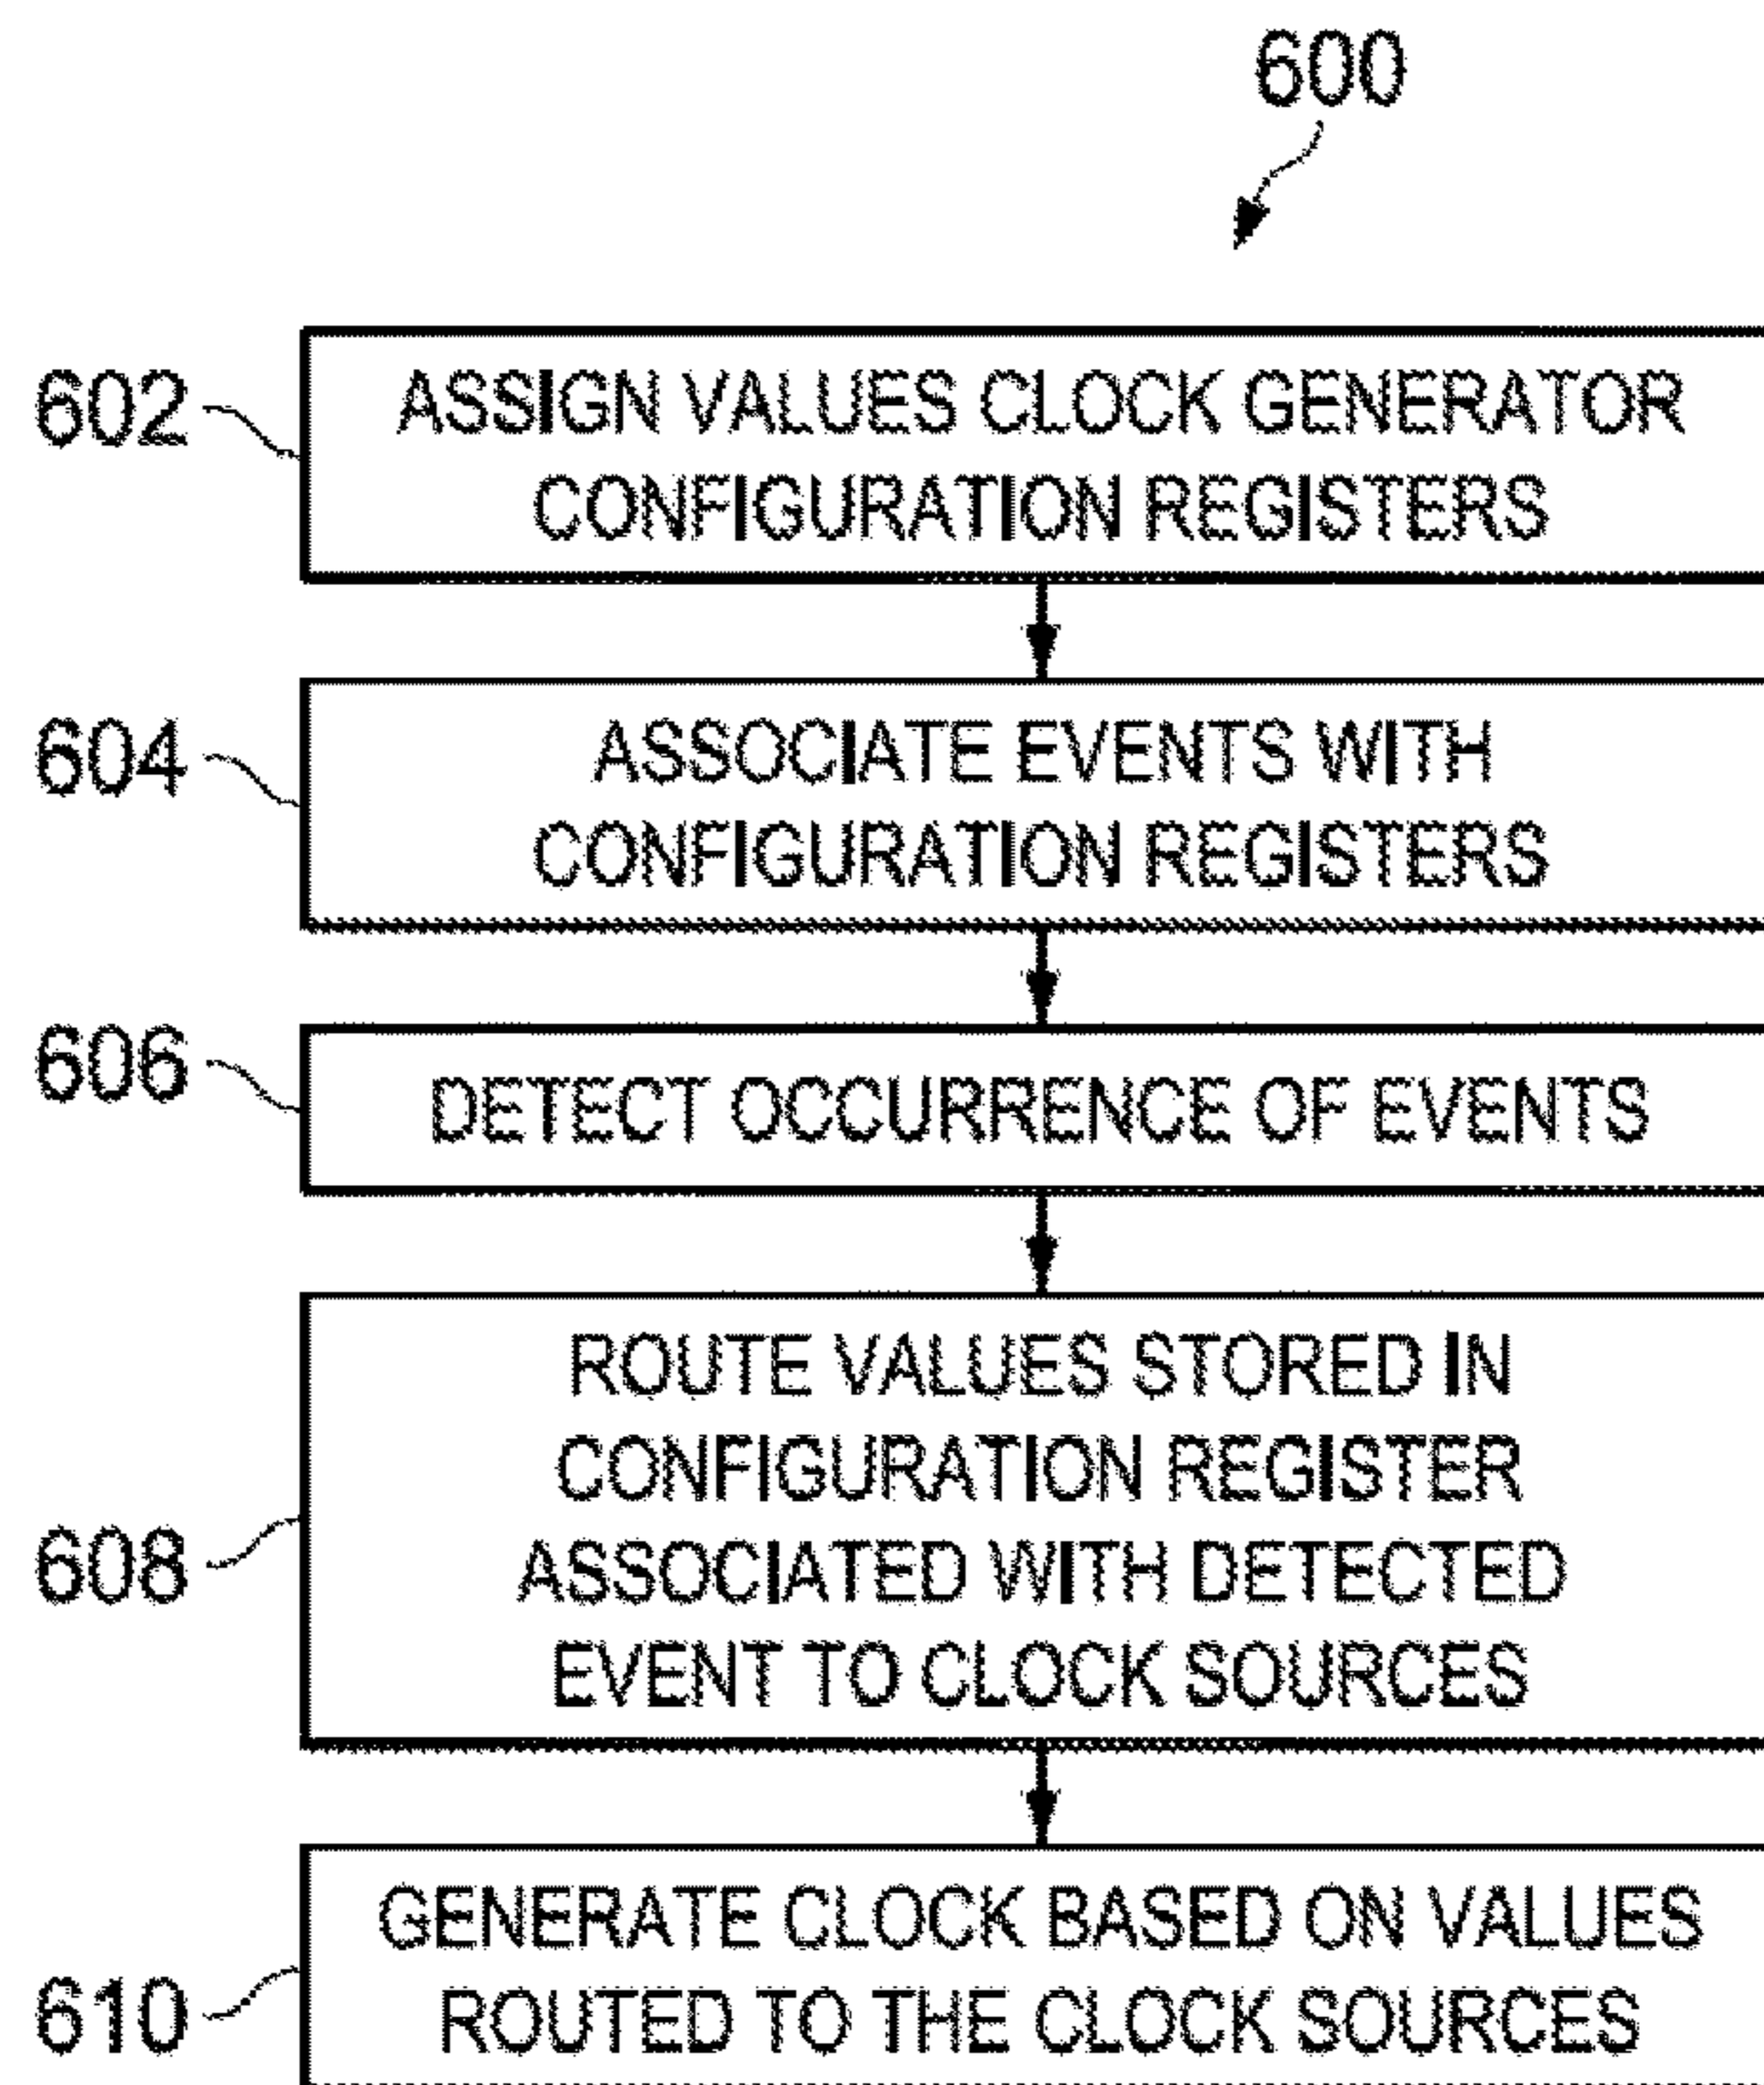 600
602
ASSIGN VALUES CLOCK GENERATOR
CONFIGURATION REGISTERS
604
ASSOCIATE EVENTS WITH
CONFIGURATION REGISTERS
606
DETECT OCCURRENCE OF EVENTS
608
ROUTE VALUES STORED IN
CONFIGURATION REGISTER
ASSOCIATED WITH DETECTED
EVENT TO CLOCK SOURCES
610
GENERATE CLOCK BASED ON VALUES
ROUTED TO THE CLOCK SOURCES